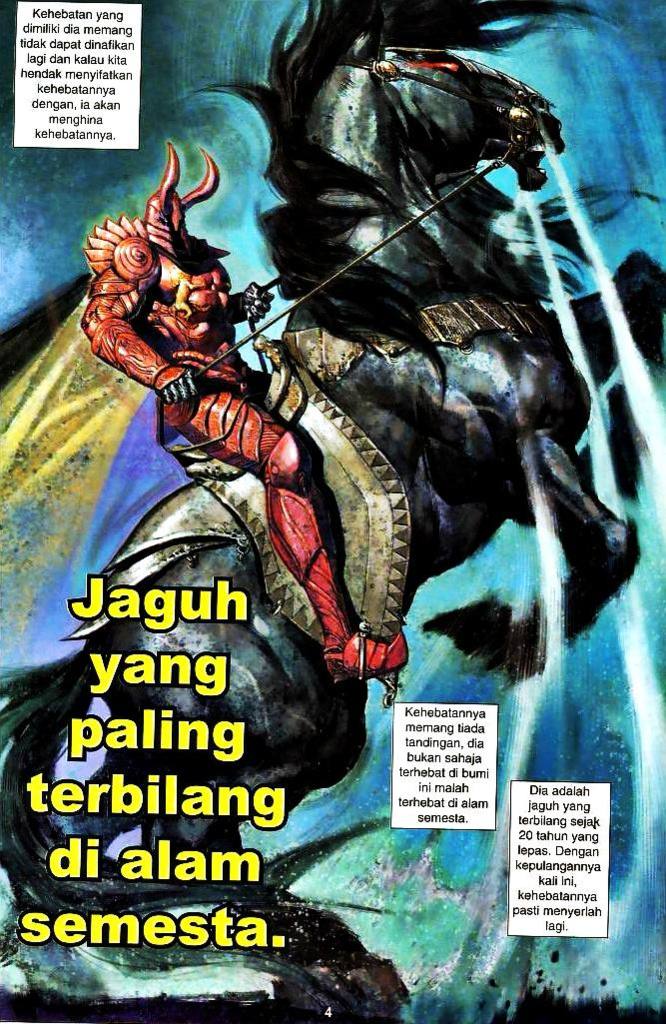 Kehebatan yang
dimiliki dia memang
tidak dapat dinafikan
lagi dan kalau kita
hendak menyifatkan
kehebatannya
dengan, ia akan
menghina
kehebatannya.
Jaguh
yang
paling
terbilang
di alam
semesta.
Kehebatannya
memang tiada
tandingan, dia
bukan sahaja
terhebat di bumi
ini malah
terhebat di alam
semesta.
Dia adalah
jaguh yang
terbilang sejak
20 tahun yang
lepas. Dengan
kepulangannya
kali ini,
kehebatannya
pasti menyerlah
lagi.
4